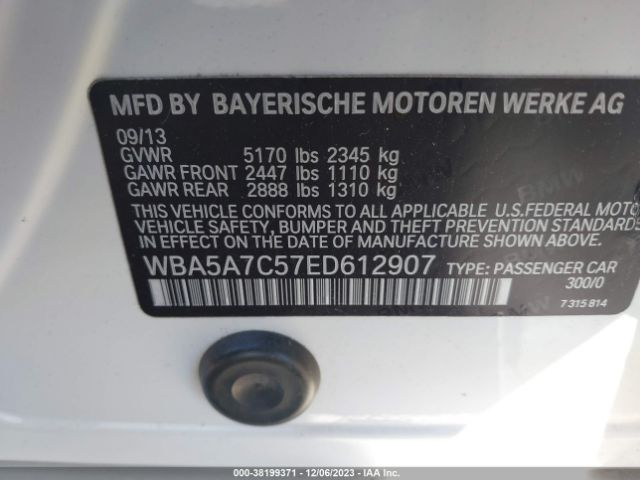 MFD BY BAYERISCHE MOTOREN WERKE AG
09/13
GVWR 5170 lbs 2345 kg
GAWR FRONT 2447 lbs 1110 kg
GAWR REAR 2888 lbs 1310 kg
THIS VEHICLE CONFORMS TO ALL APPLICABLE U.S.FEDERAL MOTO
VEHICLE SAFETY, BUMPER AND THEFT PREVENTION STANDARDS
IN EFFECT ON THE DATE OF MANUFACTURE SHOWN ABOVE.
WBA5A7C57ED612907 TYPE: PASSENGER CAR
300/0
7 315 814
BMW
000-38199371 - 12/06/2023 - IAA Inc.